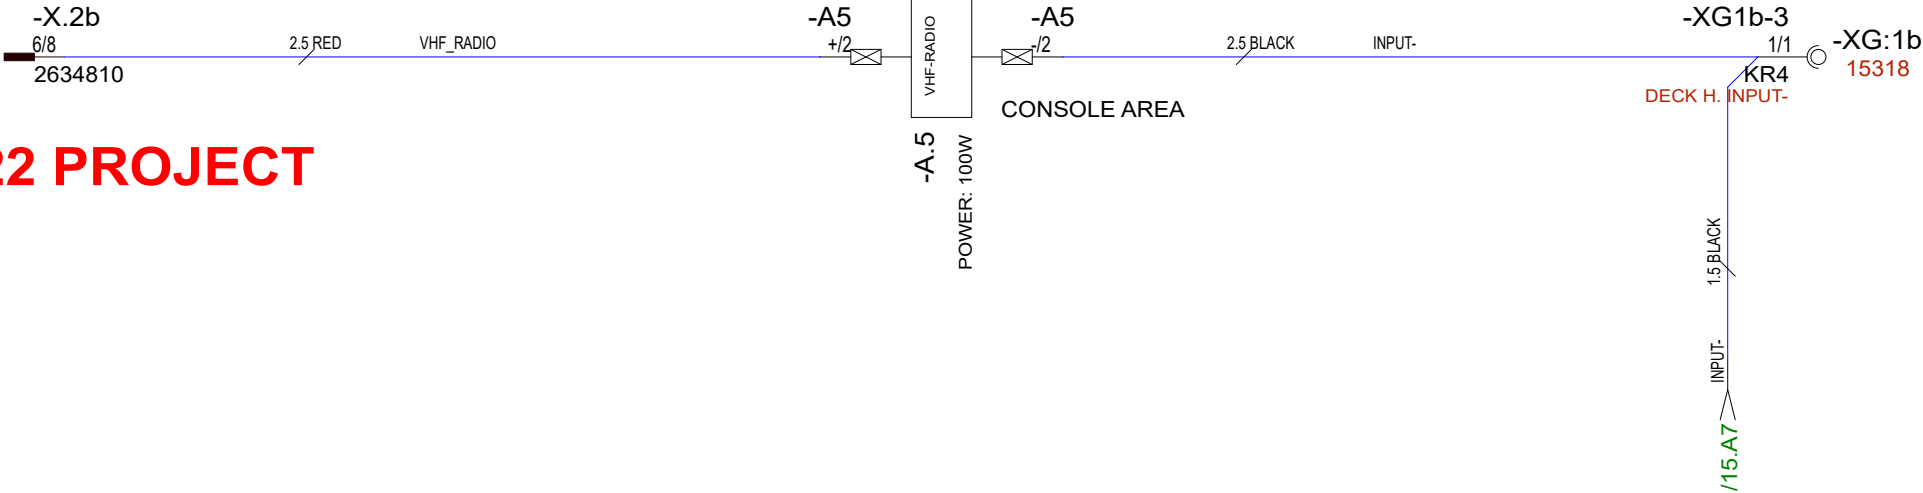 -X.2b
6/8
2634810
2.5 RED
VHF_RADIO
-A5
+/2
VHF-RADIO
-A.5
POWER: 100W
-A5
-/2
CONSOLE AREA
2.5 BLACK
INPUT-
-XG1b-3
1/1
-XG:1b
15318
KR4
DECK H. INPUT-
22 PROJECT
1.5 BLACK
INPUT-
/15.A7